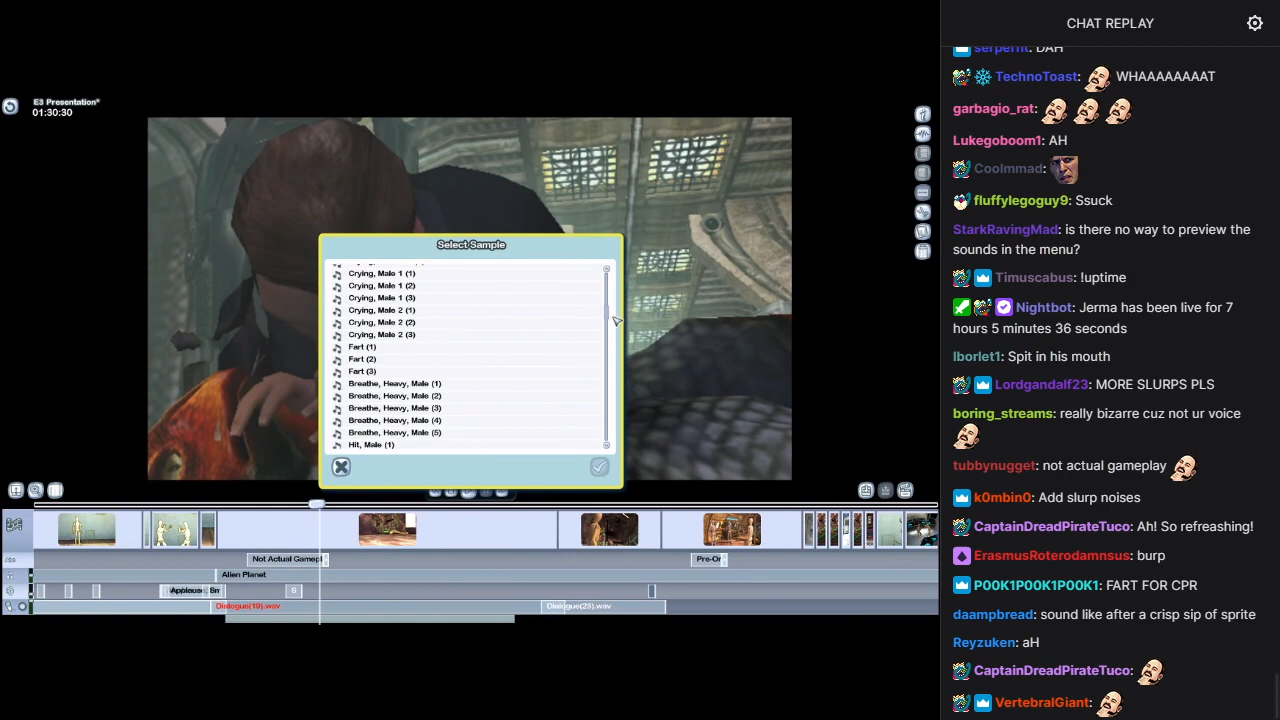 E3 Presentation*
01:30:30
Select Sample
Crying, Male 1 (1)
Crying, Male 1 (2)
Crying, Male 1 (3)
Crying, Male 2 (1)
Crying, Male 2 (2)
Crying, Male 2 (3)
Fart (1)
Fart (2)
Fart (3)
Breathe, Heavy, Male (1)
Breathe, Heavy, Male (2)
Breathe, Heavy, Male (3)
Breathe, Heavy, Male (4)
Breathe, Heavy, Male (5)
Hit, Male (1)
Not Actual Gamepl
Pre-Or
Alien Planet
Applause, Sm
S
Dialogue(19).wav
Dialogue(23).wav
CHAT REPLAY
serpernt: DAH
TechnoToast: WHAAAAAAAT
garbagio_rat:
Lukegoboom1: AH
Coolmmad:
fluffylegoguy9: Ssuck
StarkRavingMad: is there no way to preview the
sounds in the menu?
Timuscabus: !uptime
Nightbot: Jerma has been live for 7
hours 5 minutes 36 seconds
lborlet1: Spit in his mouth
Lordgandalf23: MORE SLURPS PLS
boring_streams: really bizarre cuz not ur voice
tubbynugget: not actual gameplay
k0mbin0: Add slurp noises
CaptainDreadPirateTuco: Ah! So refreashing!
ErasmusRoterodamnsus: burp
P00K1P00K1P00K1: FART FOR CPR
daampbread: sound like after a crisp sip of sprite
Reyzuken: aH
CaptainDreadPirateTuco:
VertebralGiant: